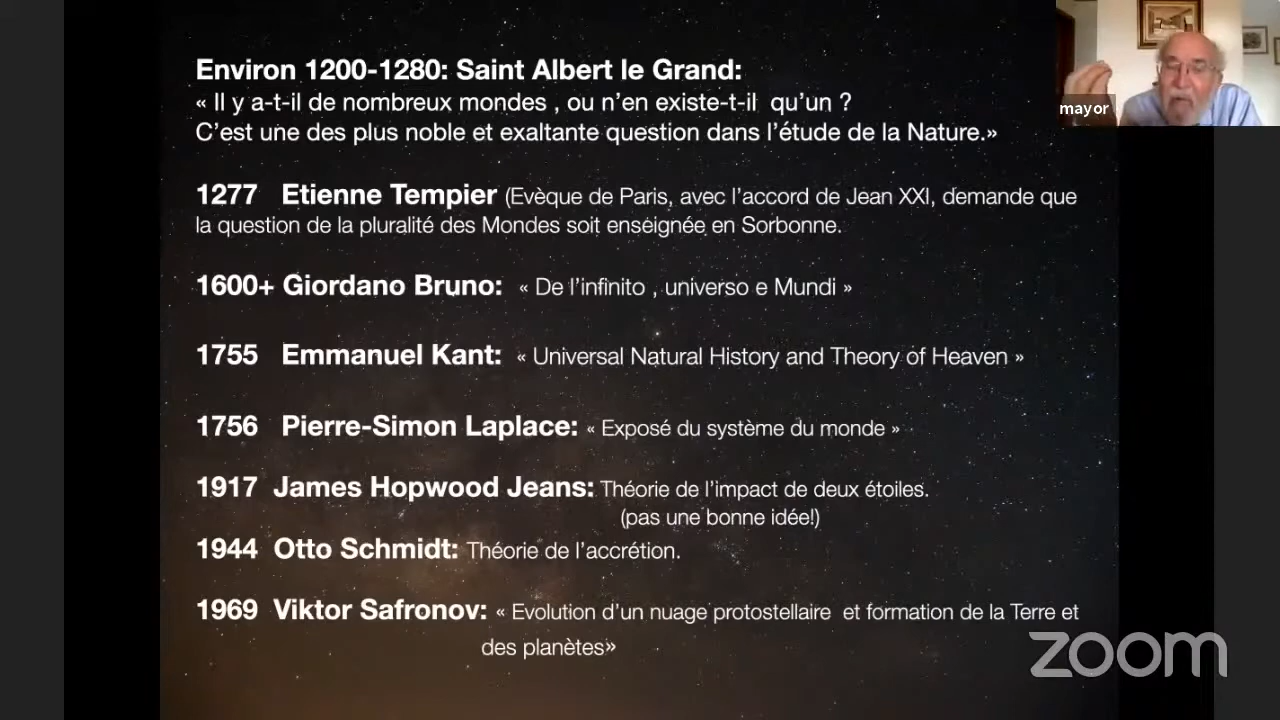 Environ 1200-1280: Saint Albert le Grand:
« Il y a-t-il de nombreux mondes , ou n’en existe-t-il qu’un ?
C’est une des plus noble et exaltante question dans l’étude de la Nature.»
mayor
1277 Etienne Tempier (Evèque de Paris, avec l’accord de Jean XXI, demande que
la question de la pluralité des Mondes soit enseignée en Sorbonne.
1600+ Giordano Bruno: « De l’infinito , universo e Mundi »
1755 Emmanuel Kant: « Universal Natural History and Theory of Heaven »
1756 Pierre-Simon Laplace: « Exposé du système du monde »
1917 James Hopwood Jeans: Théorie de l’impact de deux étoiles.
(pas une bonne idée!)
1944 Otto Schmidt: Théorie de l’accrétion.
1969 Viktor Safronov: « Evolution d’un nuage protostellaire et formation de la Terre et
des planètes»
zoom